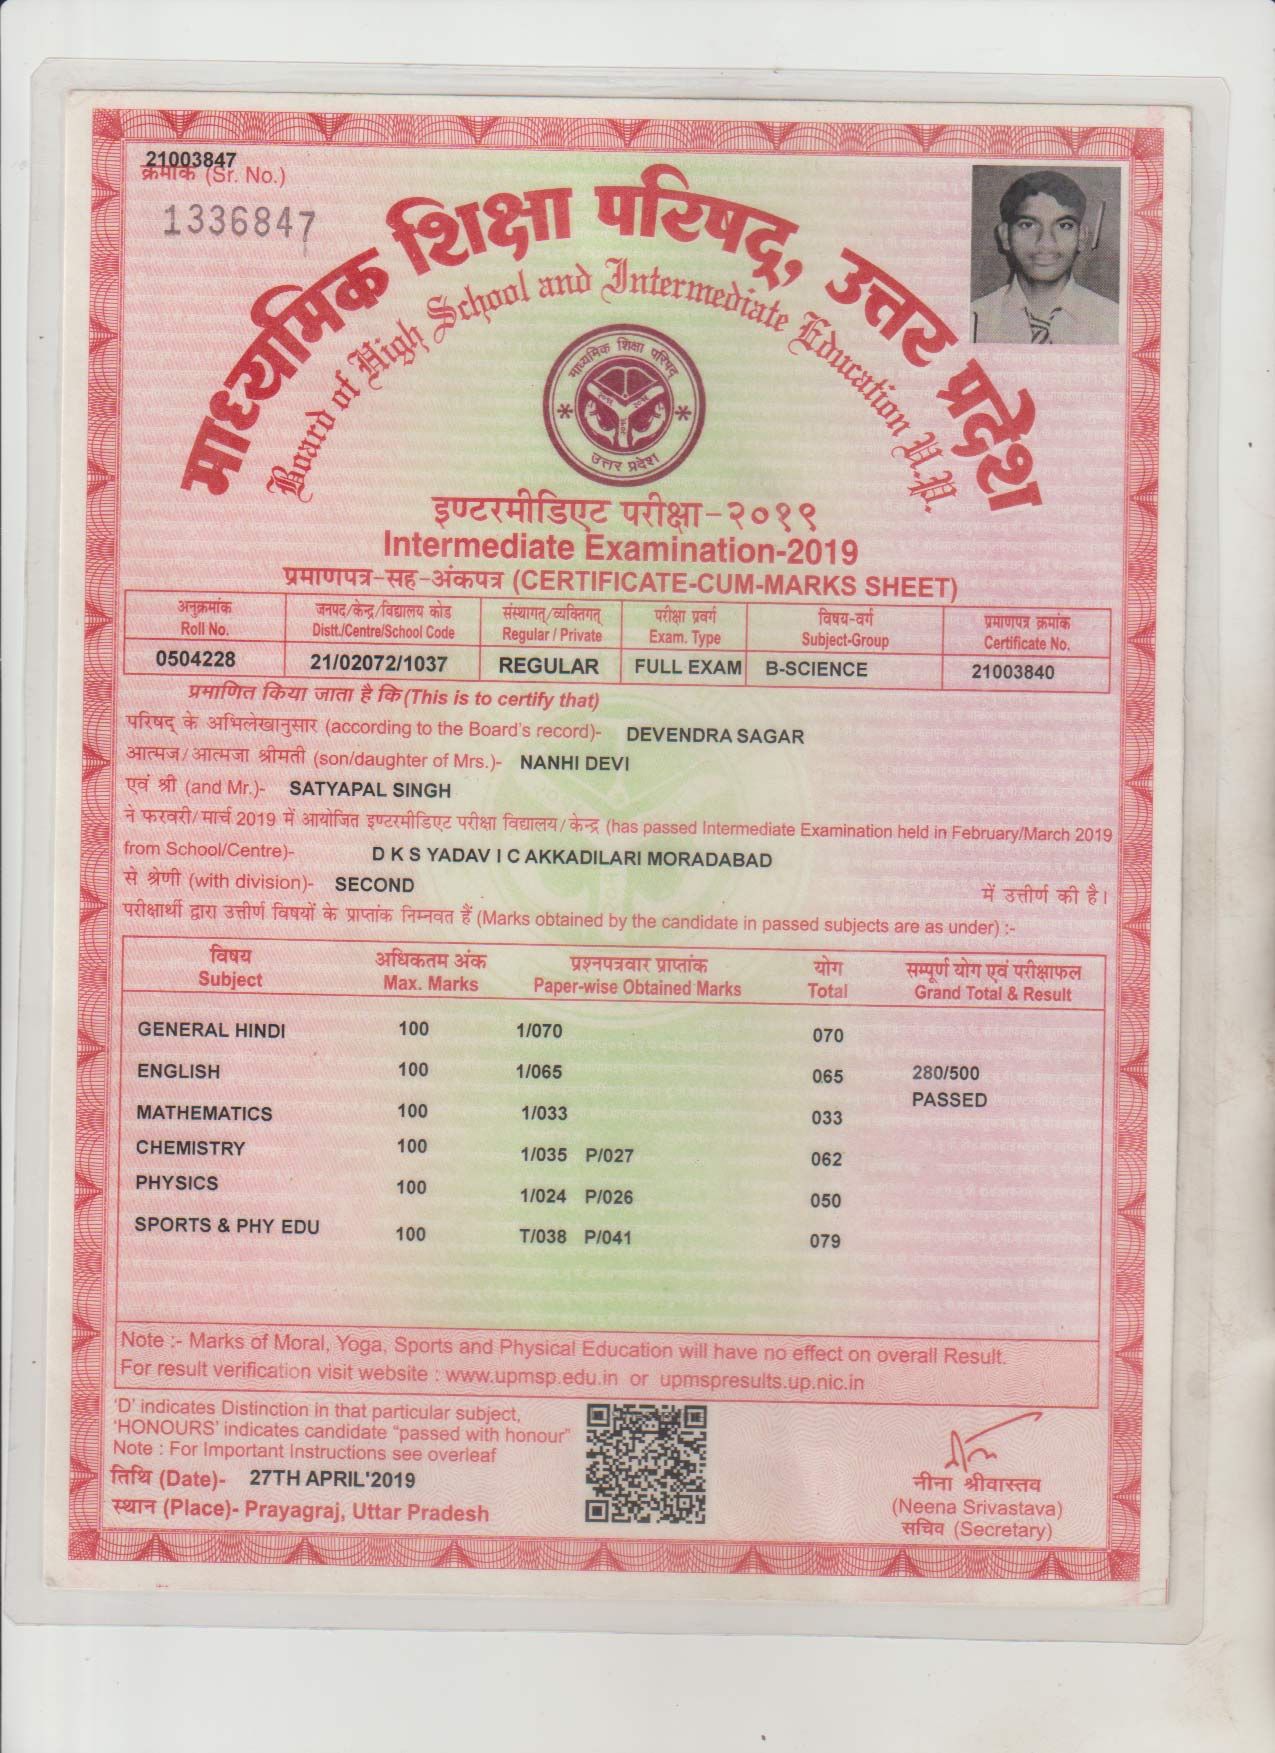 21003847
क्रमांक (Sr. No.)
1336847
माध्यमिक शिक्षा परिषद्, उत्तर प्रदेश
Board of High School and Intermediate Education U.P.
माध्यमिक शिक्षा परिषद्
उत्तर प्रदेश
इण्टरमीडिएट परीक्षा-२०१९
Intermediate Examination-2019
प्रमाणपत्र-सह-अंकपत्र (CERTIFICATE-CUM-MARKS SHEET)
अनुक्रमांक जनपद/केन्द्र/विद्यालय कोड संस्थागत्/व्यक्तिगत् परीक्षा प्रवर्ग विषय-वर्ग प्रमाणपत्र क्रमांक
Roll No. Distt./Centre/School Code Regular / Private Exam. Type Subject-Group Certificate No.
0504228 21/02072/1037 REGULAR FULL EXAM B-SCIENCE 21003840
प्रमाणित किया जाता है कि (This is to certify that)
परिषद् के अभिलेखानुसार (according to the Board's record)- DEVENDRA SAGAR
आत्मज/आत्मजा श्रीमती (son/daughter of Mrs.)- NANHI DEVI
एवं श्री (and Mr.)- SATYAPAL SINGH
ने फरवरी/मार्च 2019 में आयोजित इण्टरमीडिएट परीक्षा विद्यालय/केन्द्र (has passed Intermediate Examination held in February/March 2019
from School/Centre)- D K S YADAV I C AKKADILARI MORADABAD
से श्रेणी (with division)- SECOND में उत्तीर्ण की है।
परीक्षार्थी द्वारा उत्तीर्ण विषयों के प्राप्तांक निम्नवत हैं (Marks obtained by the candidate in passed subjects are as under) :-
विषय अधिकतम अंक प्रश्नपत्रवार प्राप्तांक योग सम्पूर्ण योग एवं परीक्षाफल
Subject Max. Marks Paper-wise Obtained Marks Total Grand Total & Result
GENERAL HINDI 100 1/070 070
ENGLISH 100 1/065 065 280/500
PASSED
MATHEMATICS 100 1/033 033
CHEMISTRY 100 1/035 P/027 062
PHYSICS 100 1/024 P/026 050
SPORTS & PHY EDU 100 T/038 P/041 079
Note :- Marks of Moral, Yoga, Sports and Physical Education will have no effect on overall Result.
For result verification visit website : www.upmsp.edu.in or upmspresults.up.nic.in
'D' indicates Distinction in that particular subject,
'HONOURS' indicates candidate "passed with honour"
Note : For Important Instructions see overleaf
तिथि (Date)- 27TH APRIL'2019
स्थान (Place)- Prayagraj, Uttar Pradesh
नीना श्रीवास्तव
(Neena Srivastava)
सचिव (Secretary)